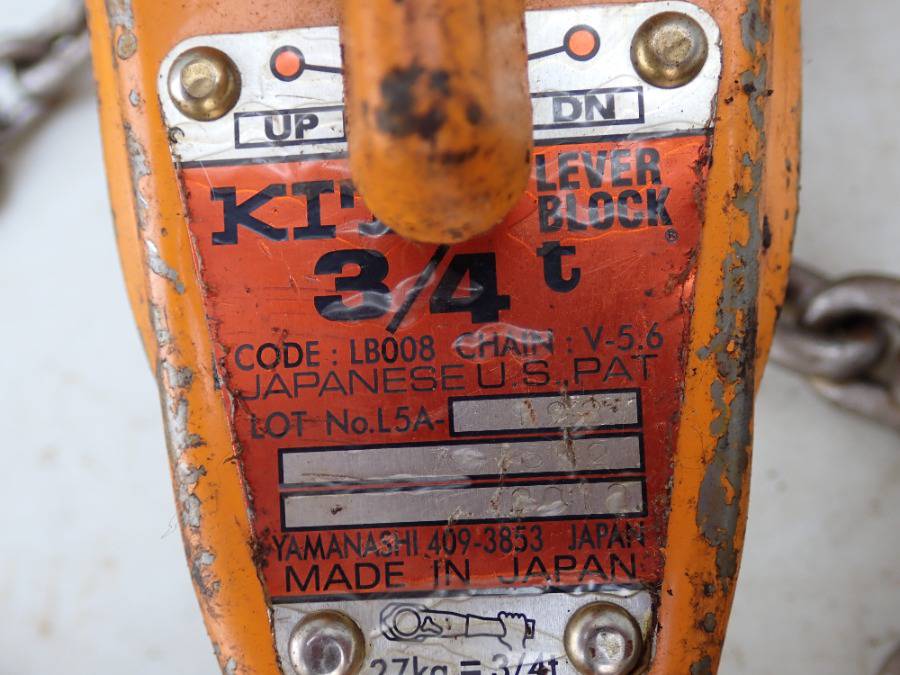 UP DN
KIT
LEVER
BLOCK®
3/4 t
CODE : LB008 CHAIN : V-5.6
JAPANESE U.S. PAT
LOT No.L5A-
YAMANASHI 409-3853 JAPAN
MADE IN JAPAN
27kg = 3/4t